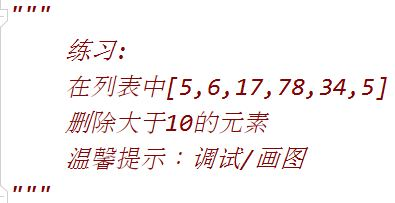 """
练习:
在列表中[5,6,17,78,34,5]
删除大于10的元素
温馨提示：调试/画图
"""